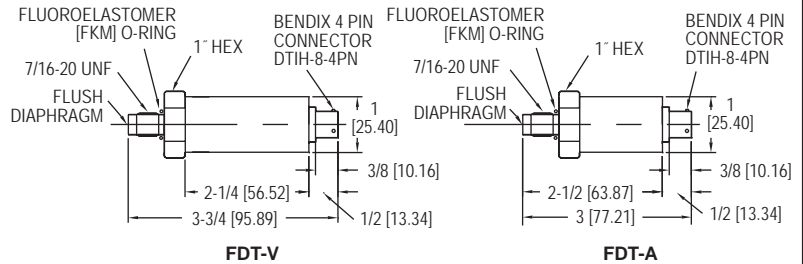 FLUOROELASTOMER
[FKM] O-RING
1˝ HEX
7/16-20 UNF
FLUSH
DIAPHRAGM
BENDIX 4 PIN
CONNECTOR
DTIH-8-4PN
1
[25.40]
3/8 [10.16]
2-1/4 [56.52]
3-3/4 [95.89]
1/2 [13.34]
FDT-V
FLUOROELASTOMER
[FKM] O-RING
1˝ HEX
7/16-20 UNF
FLUSH
DIAPHRAGM
BENDIX 4 PIN
CONNECTOR
DTIH-8-4PN
1
[25.40]
3/8 [10.16]
2-1/2 [63.87]
3 [77.21]
1/2 [13.34]
FDT-A